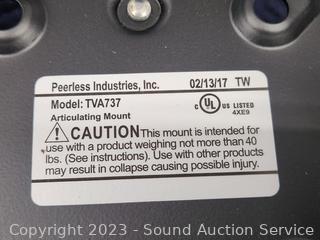 Peerless Industries, Inc. 02/13/17 TW
Model: TVA737
Articulating Mount
c UL US LISTED
4XE9
CAUTION This mount is intended for
use with a product weighing not more than 40
lbs. (See instructions). Use with other products
may result in collapse causing possible injury.
Copyright © 2023 - Sound Auction Service